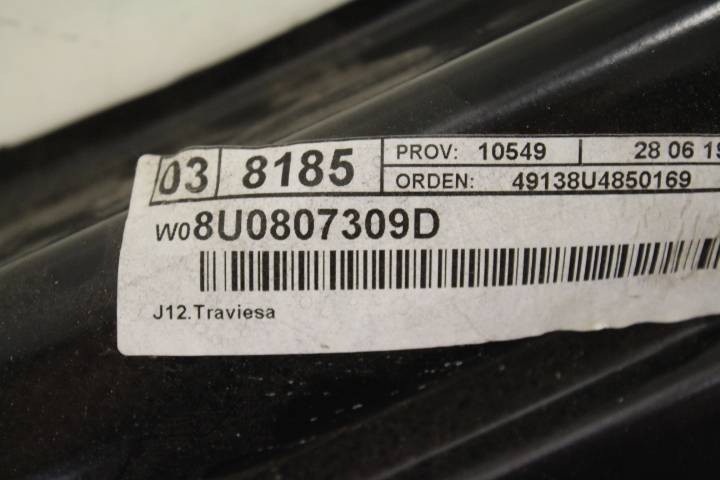 03 8185 PROV: 10549 28 06 19
ORDEN: 49138U4850169
W08U0807309D
J12.Traviesa